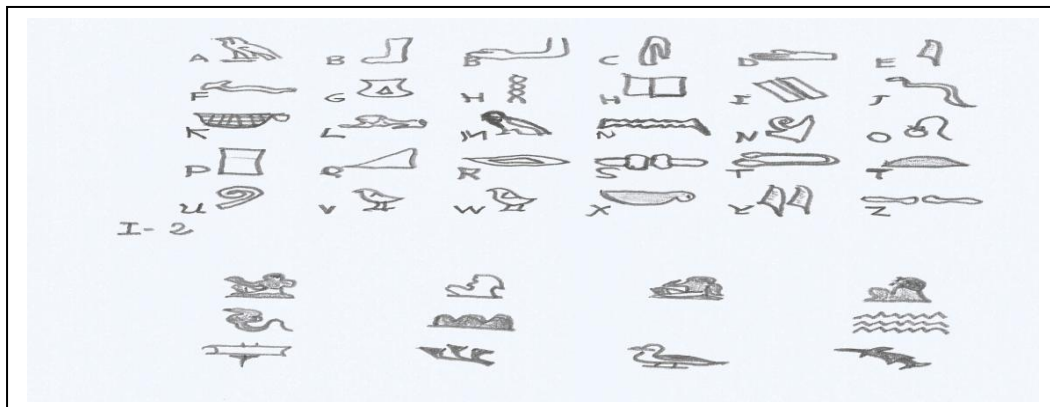 A B B C D E
F G H H I J
K L M N N O
P Q R S T T
U V W X Y Z
I - 2